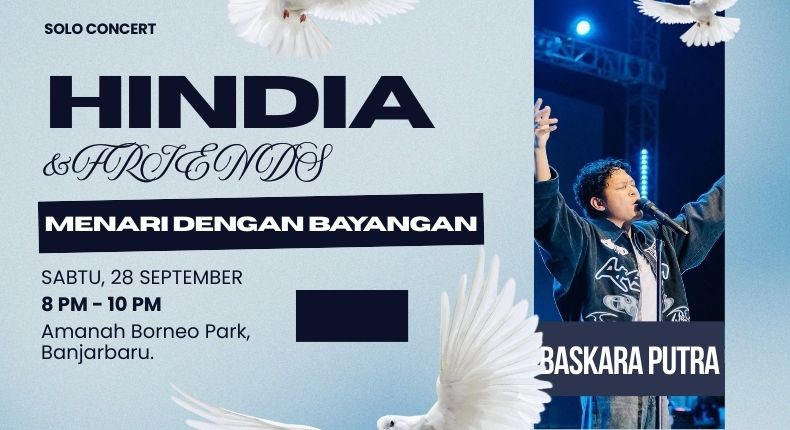 SOLO CONCERT
HINDIA
&FRIENDS
MENARI DENGAN BAYANGAN
SABTU, 28 SEPTEMBER
8 PM - 10 PM
Amanah Borneo Park,
Banjarbaru.
BASKARA PUTRA